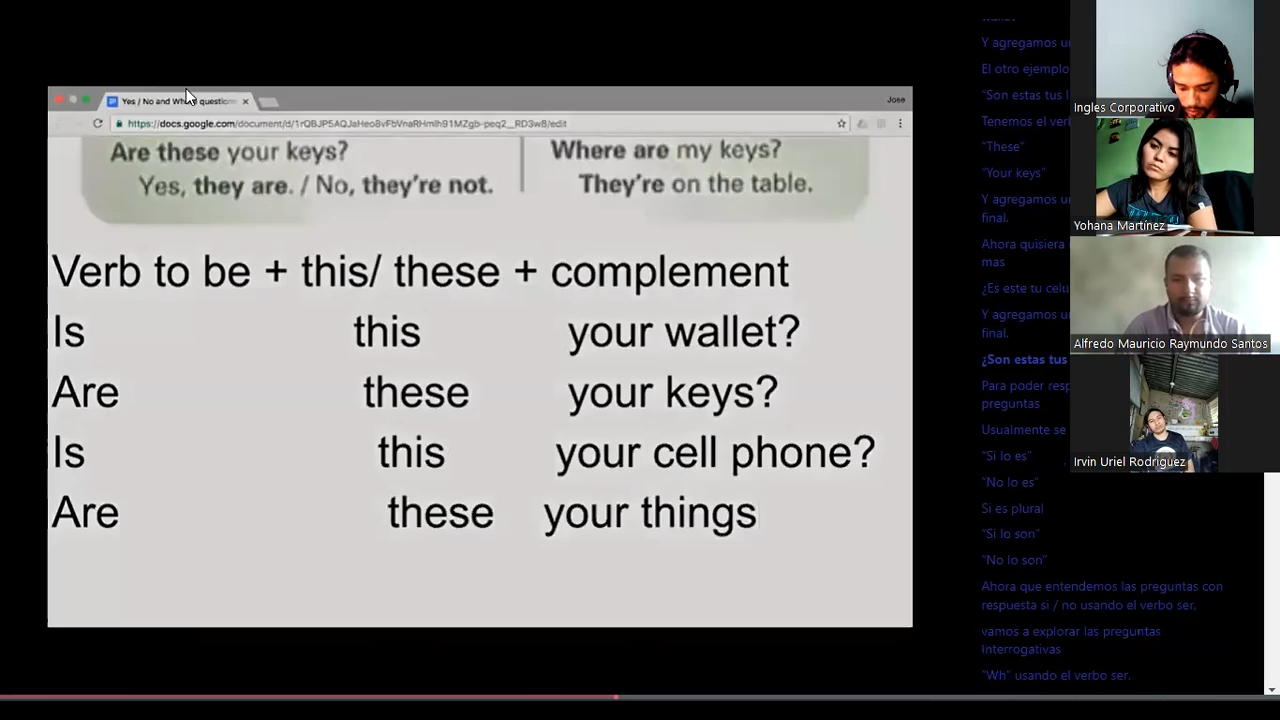 Yes / No and Wh- question
Jose
https://docs.google.com/document/d/1rQBJP5AQJaHeo8vFbVnaRHmlh91MZgb-peq2__RD3w8/edit
Are these your keys?
Yes, they are. / No, they're not.
Where are my keys?
They're on the table.
Verb to be + this/ these + complement
Is this your wallet?
Are these your keys?
Is this your cell phone?
Are these your things
Y agregamos
El otro ejemplo
"Son estas tus
Tenemos el
"These"
"Your keys"
Y agregamos
final.
Ahora quisiera
mas
¿Es este tu
Y agregamos
final.
¿Son estas tus
Para poder
preguntas
Usualmente se
"Si lo es"
"No lo es"
Si es plural
"Si lo son"
"No lo son"
Ahora que entendemos las preguntas con
respuesta si / no usando el verbo ser,
vamos a explorar las preguntas
Interrogativas
"Wh" usando el verbo ser.
Ingles Corporativo
Yohana Martínez
Alfredo Mauricio Raymundo Santos
Irvin Uriel Rodriguez